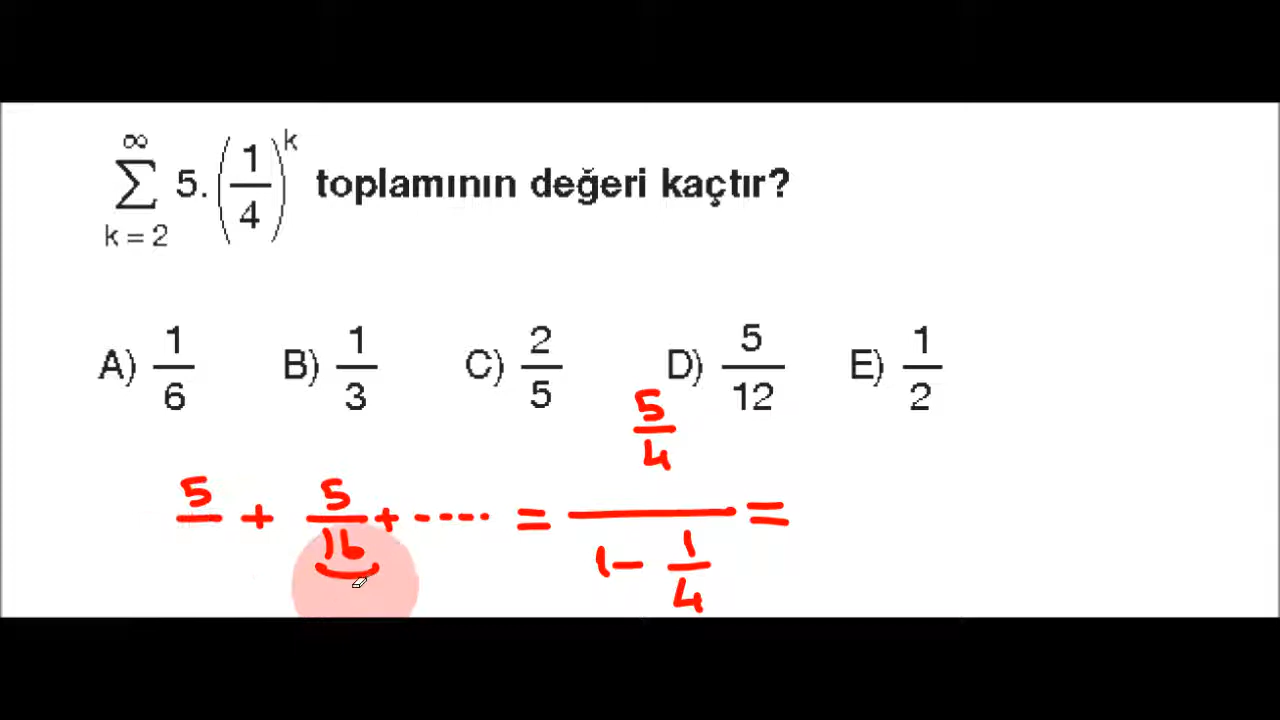 ∞
∑ 5.(1/4)^k toplamının değeri kaçtır?
k = 2
A) 1/6 B) 1/3 C) 2/5 D) 5/12 E) 1/2
5/ + 5/16 + ---- = (5/4)/(1 - 1/4) =